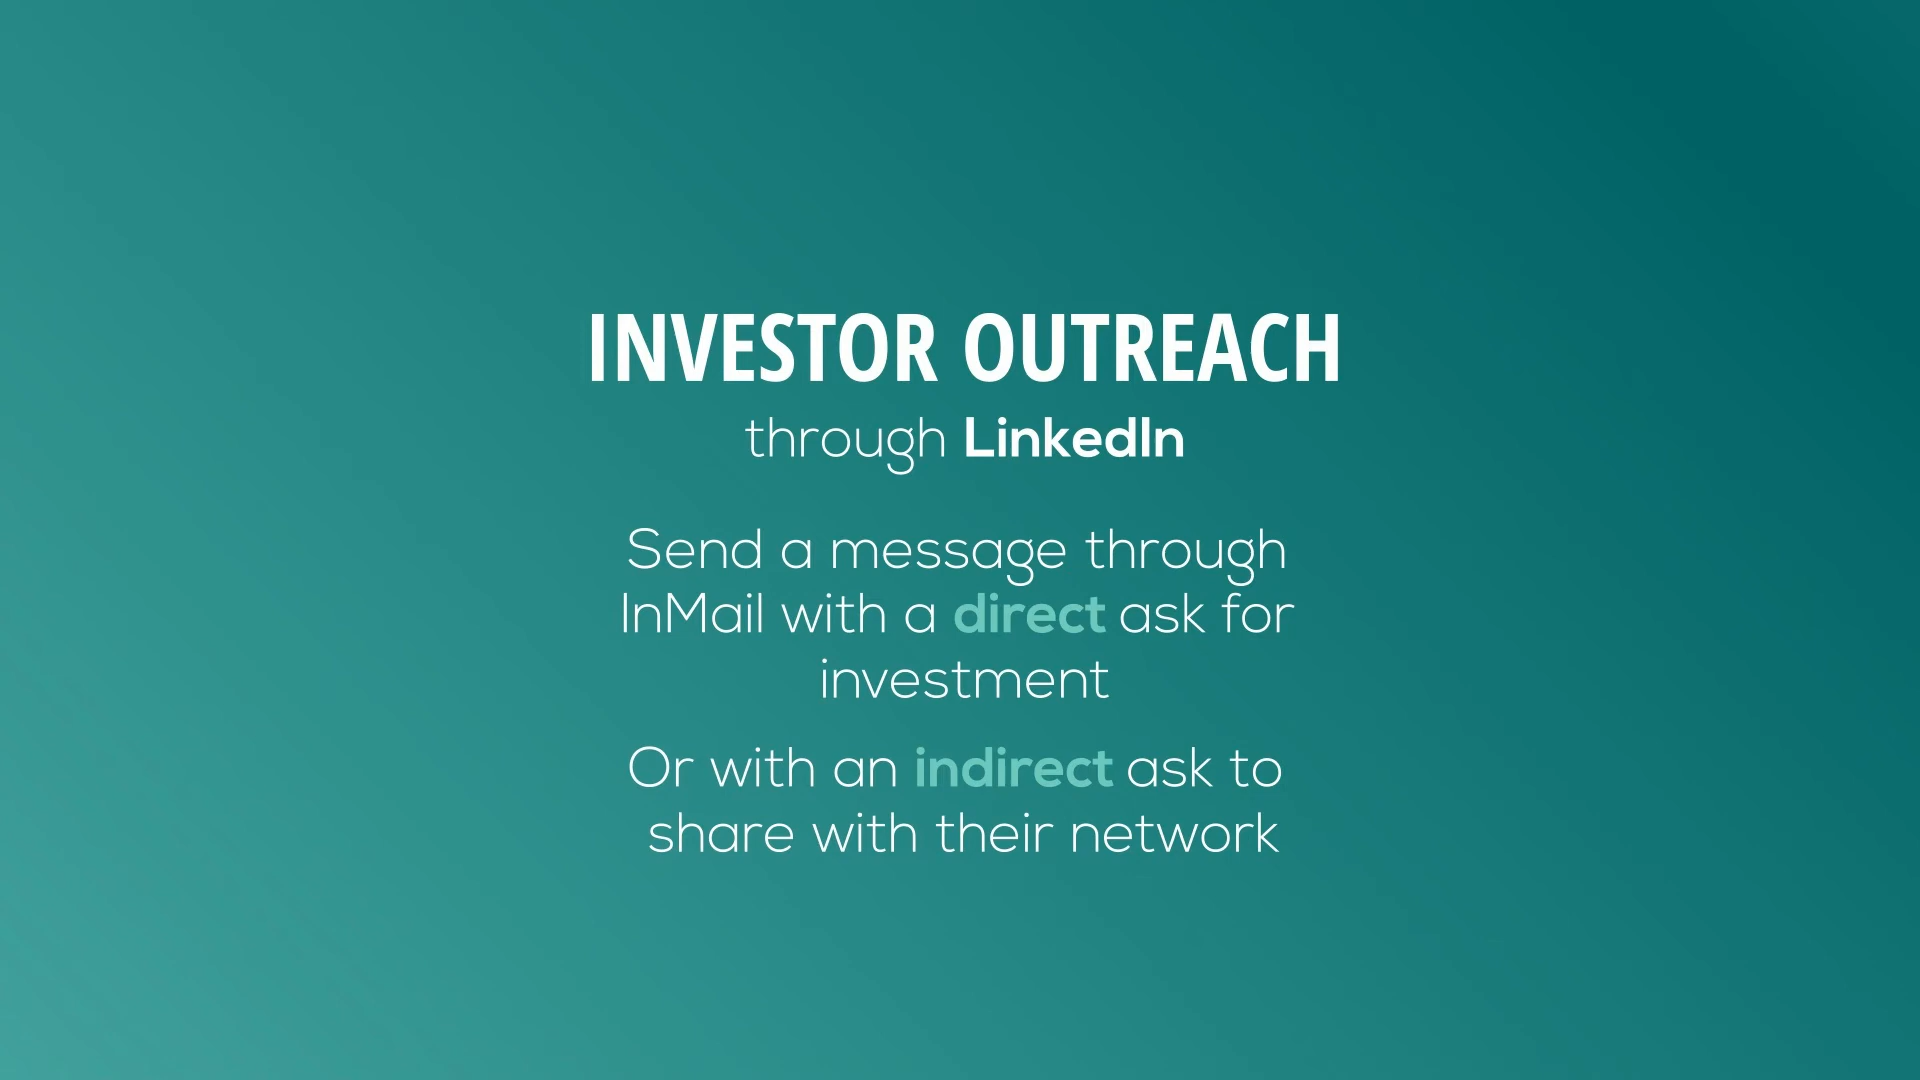 INVESTOR OUTREACH
through LinkedIn
Send a message through
InMail with a direct ask for
investment
Or with an indirect ask to
share with their network